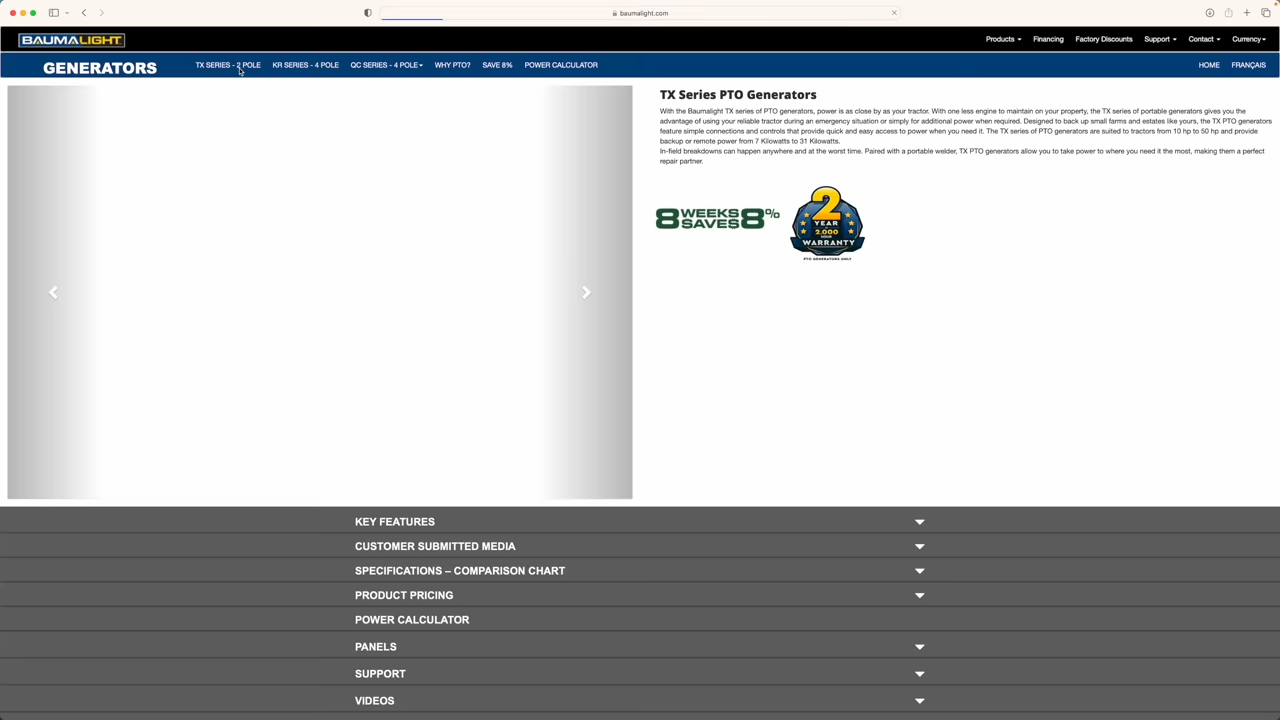 baumalight.com
BAUMALIGHT
Products
Financing
Factory Discounts
Support
Contact
Currency
GENERATORS
TX SERIES - 2 POLE
KR SERIES - 4 POLE
QC SERIES - 4 POLE
WHY PTO?
SAVE 8%
POWER CALCULATOR
HOME
FRANÇAIS
TX Series PTO Generators
With the Baumalight TX series of PTO generators, power is as close by as your tractor. With one less engine to maintain on your property, the TX series of portable generators gives you the
advantage of using your reliable tractor during an emergency situation or simply for additional power when required. Designed to back up small farms and estates like yours, the TX PTO generators
feature simple connections and controls that provide quick and easy access to power when you need it. The TX series of PTO generators are suited to tractors from 10 hp to 50 hp and provide
backup or remote power from 7 Kilowatts to 31 Kilowatts.
In-field breakdowns can happen anywhere and at the worst time. Paired with a portable welder, TX PTO generators allow you to take power to where you need it the most, making them a perfect
repair partner.
8 WEEKS SAVES 8%
2
YEAR
2,000
WARRANTY
PTO GENERATORS ONLY
KEY FEATURES
CUSTOMER SUBMITTED MEDIA
SPECIFICATIONS – COMPARISON CHART
PRODUCT PRICING
POWER CALCULATOR
PANELS
SUPPORT
VIDEOS